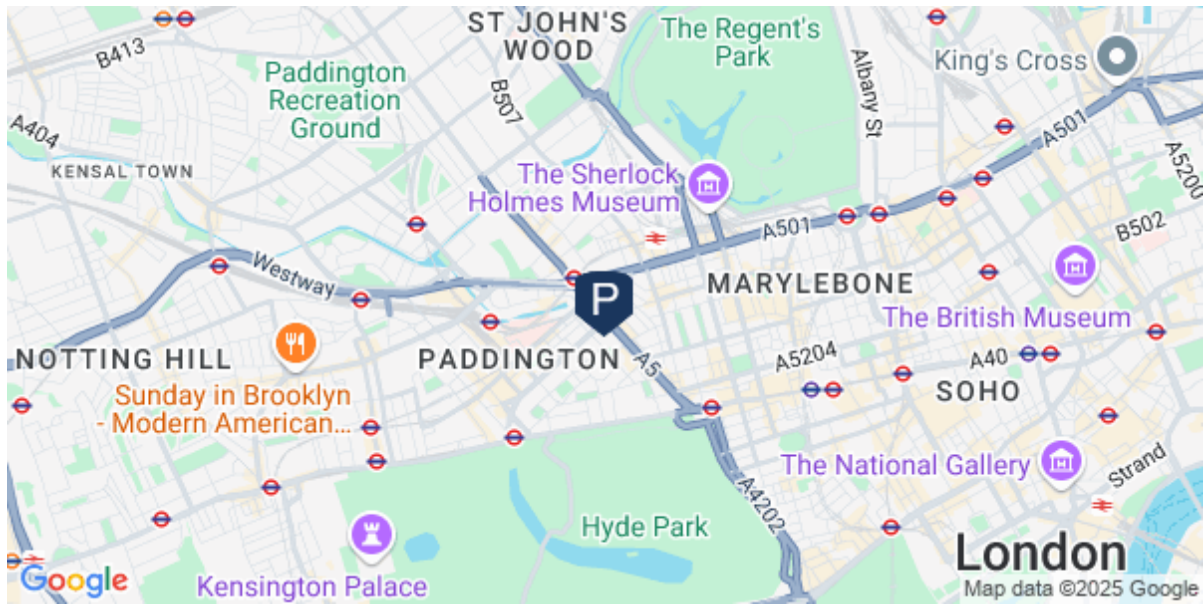 ST JOHN'S
WOOD
The Regent's
Park
B413
King's Cross
Paddington
Recreation
Ground
B507
Albany St
A404
A501
A5200
KENSAL TOWN
The Sherlock
Holmes Museum
A501
B502
Westway
MARYLEBONE
P
The British Museum
NOTTING HILL
PADDINGTON
A5
A5204
A40
SOHO
Sunday in Brooklyn
- Modern American...
The National Gallery
Strand
A4202
Hyde Park
London
Kensington Palace
Google
Map data ©2025 Google